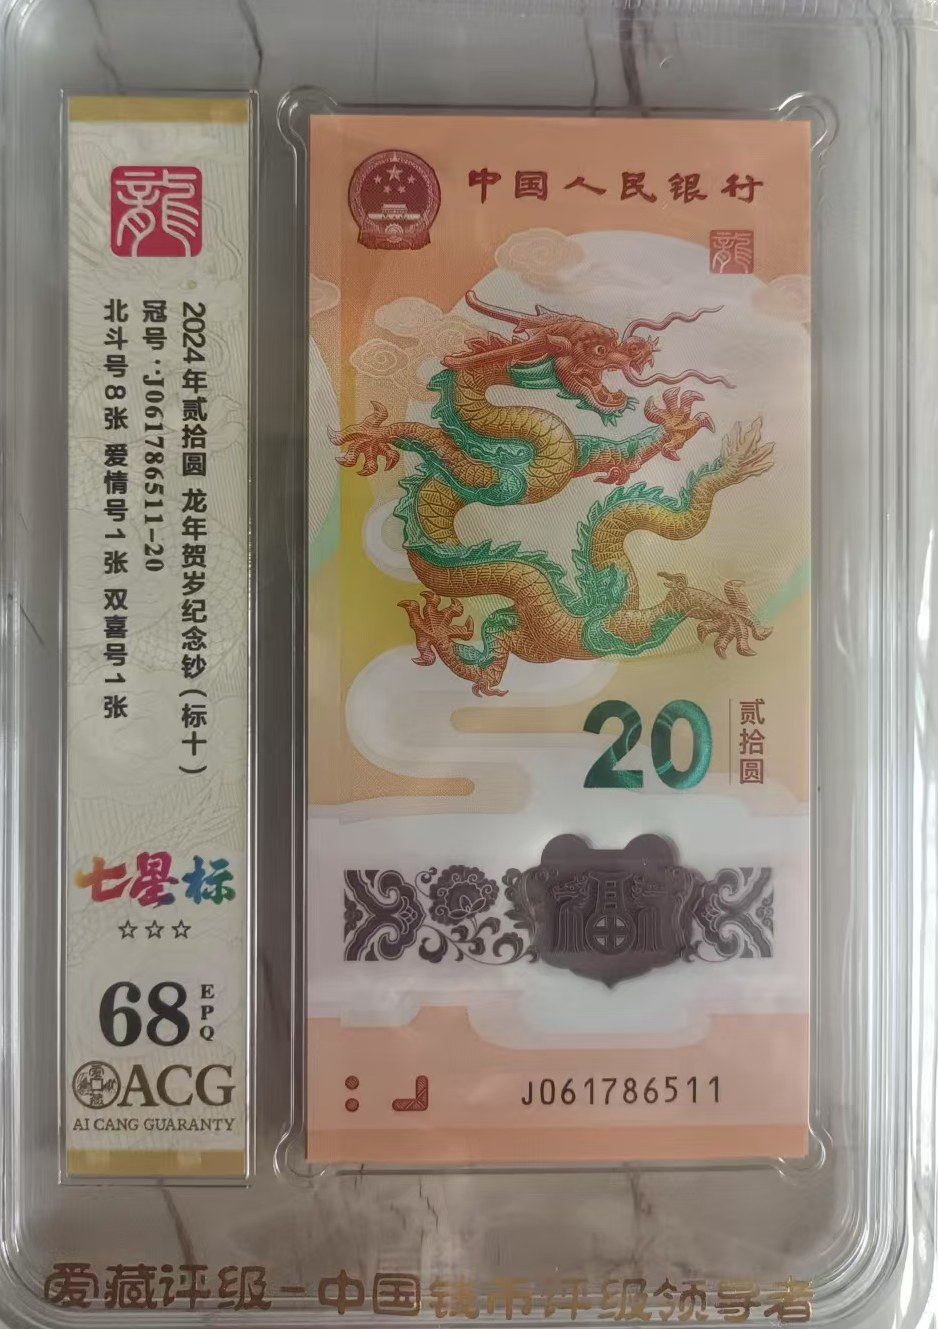 龍
2024年贰拾圆 龙年贺岁纪念钞(标十)
冠号:J061786511-20
北斗号8张 爱情号1张 双喜号1张
七星标
☆☆☆
68
EPQ
ACG
AI CANG GUARANTY
中国人民银行
龍
20
贰拾圆
福
J061786511
爱藏评级-中国钱币评级领导者